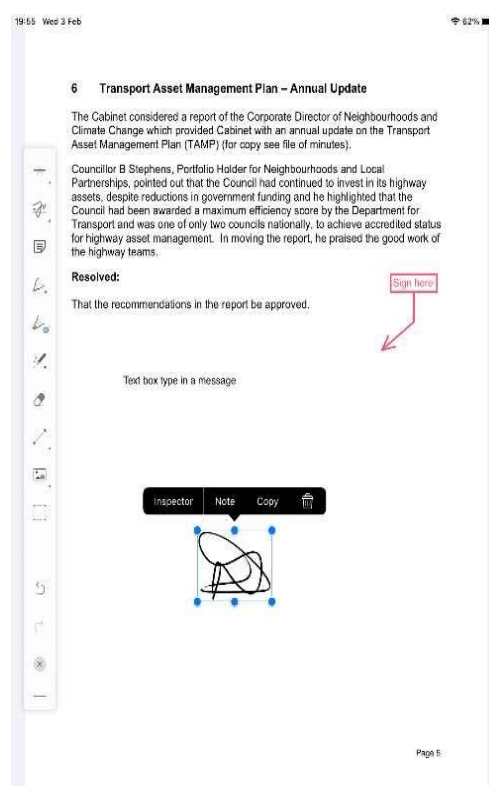 19:55 Wed 3 Feb
62%
6 Transport Asset Management Plan – Annual Update
The Cabinet considered a report of the Corporate Director of Neighbourhoods and
Climate Change which provided Cabinet with an annual update on the Transport
Asset Management Plan (TAMP) (for copy see file of minutes).
Councillor B Stephens, Portfolio Holder for Neighbourhoods and Local
Partnerships, pointed out that the Council had continued to invest in its highway
assets, despite reductions in government funding and he highlighted that the
Council had been awarded a maximum efficiency score by the Department for
Transport and was one of only two councils nationally, to achieve accredited status
for highway asset management. In moving the report, he praised the good work of
the highway teams.
Resolved:
Sign here
That the recommendations in the report be approved.
Text box type in a message
Inspector Note Copy
Page 5